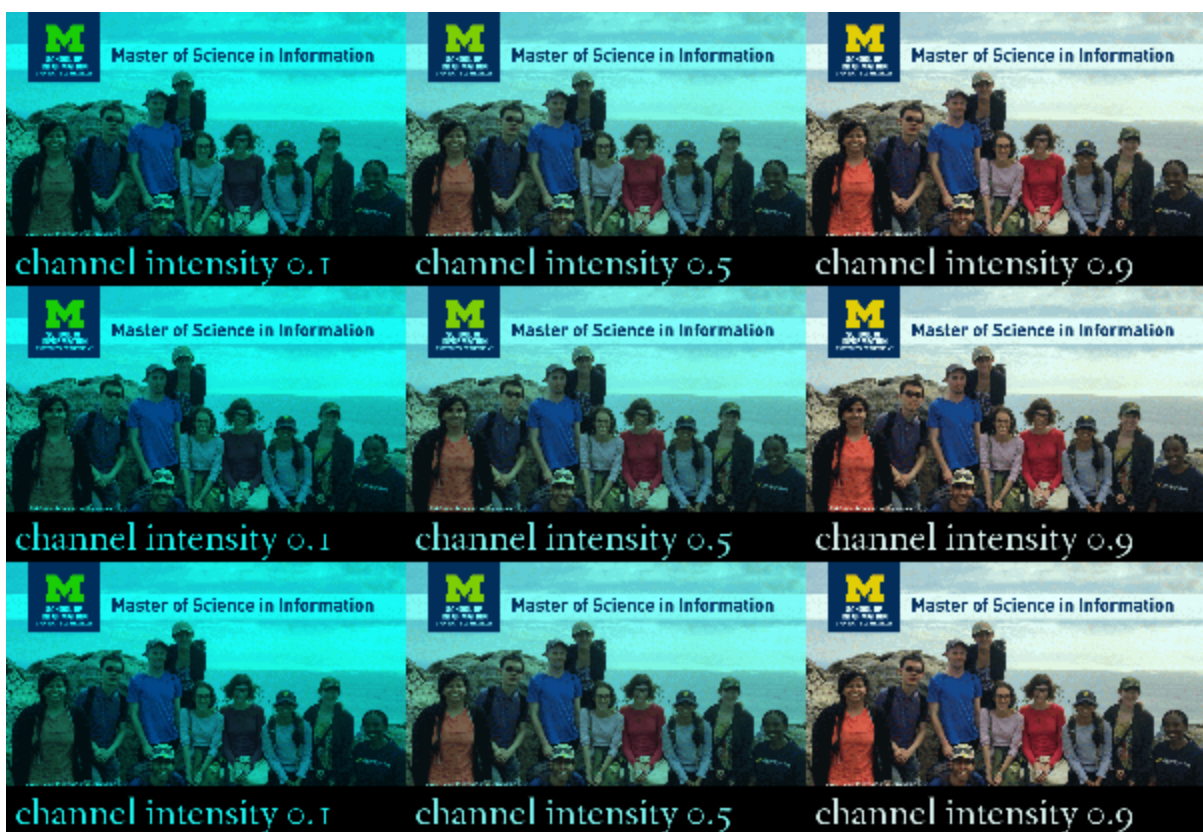 M
Master of Science in Information
M
Master of Science in Information
M
Master of Science in Information
channel intensity 0.1
channel intensity 0.5
channel intensity 0.9
M
Master of Science in Information
M
Master of Science in Information
M
Master of Science in Information
channel intensity 0.1
channel intensity 0.5
channel intensity 0.9
M
Master of Science in Information
M
Master of Science in Information
M
Master of Science in Information
channel intensity 0.1
channel intensity 0.5
channel intensity 0.9